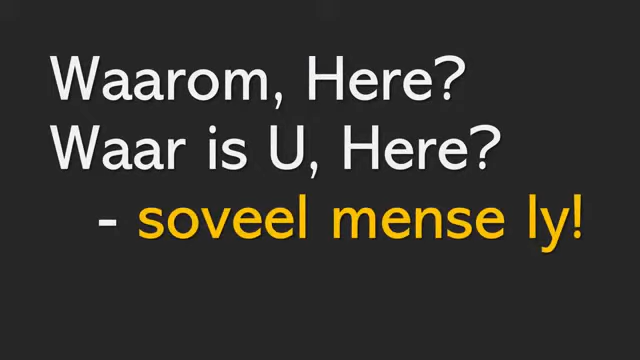 Waarom, Here?
Waar is U, Here?
- soveel mense ly!